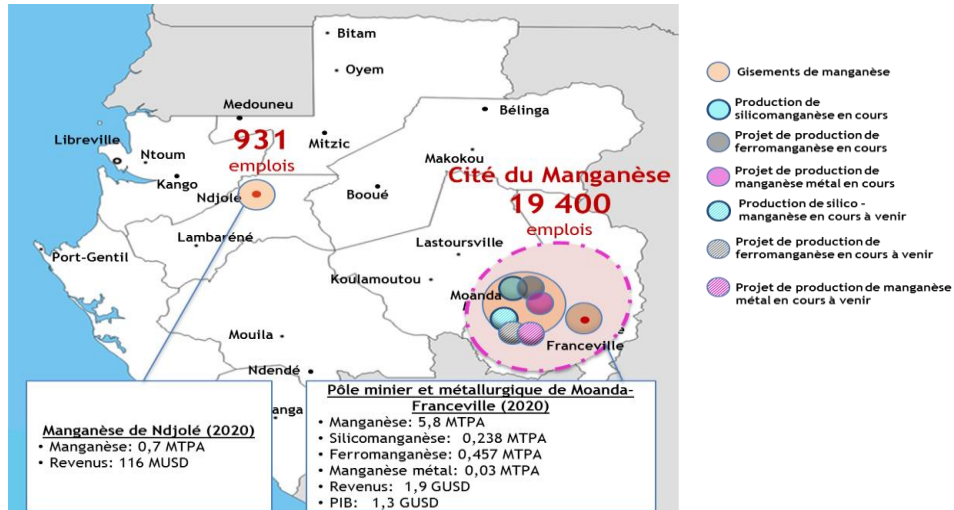 Bitam
Oyem
Medouneu
Bélinga
931
emplois
Mitzic
Libreville
Ntoum
Kango
Makokou
Cité du Manganèse
19 400
emplois
Booué
Ndjolé
Lambaréné
Lastoursville
Port-Gentil
Koulamoutou
Moanda
Mouila
Franceville
Ndendé
anga
Manganèse de Ndjolé (2020)
• Manganèse: 0,7 MTPA
• Revenus: 116 MUSD
Pôle minier et métallurgique de Moanda-
Franceville (2020)
• Manganèse: 5,8 MTPA
• Silicomanganèse: 0,238 MTPA
• Ferromanganèse: 0,457 MTPA
• Manganèse métal: 0,03 MTPA
• Revenus: 1,9 GUSD
• PIB: 1,3 GUSD
Gisements de manganèse
Production de
silicomanganèse en cours
Projet de production de
ferromanganèse en cours
Projet de production de
manganèse métal en cours
Production de silico -
manganèse en cours à venir
Projet de production de
ferromanganèse en cours à venir
Projet de production de manganèse
métal en cours à venir